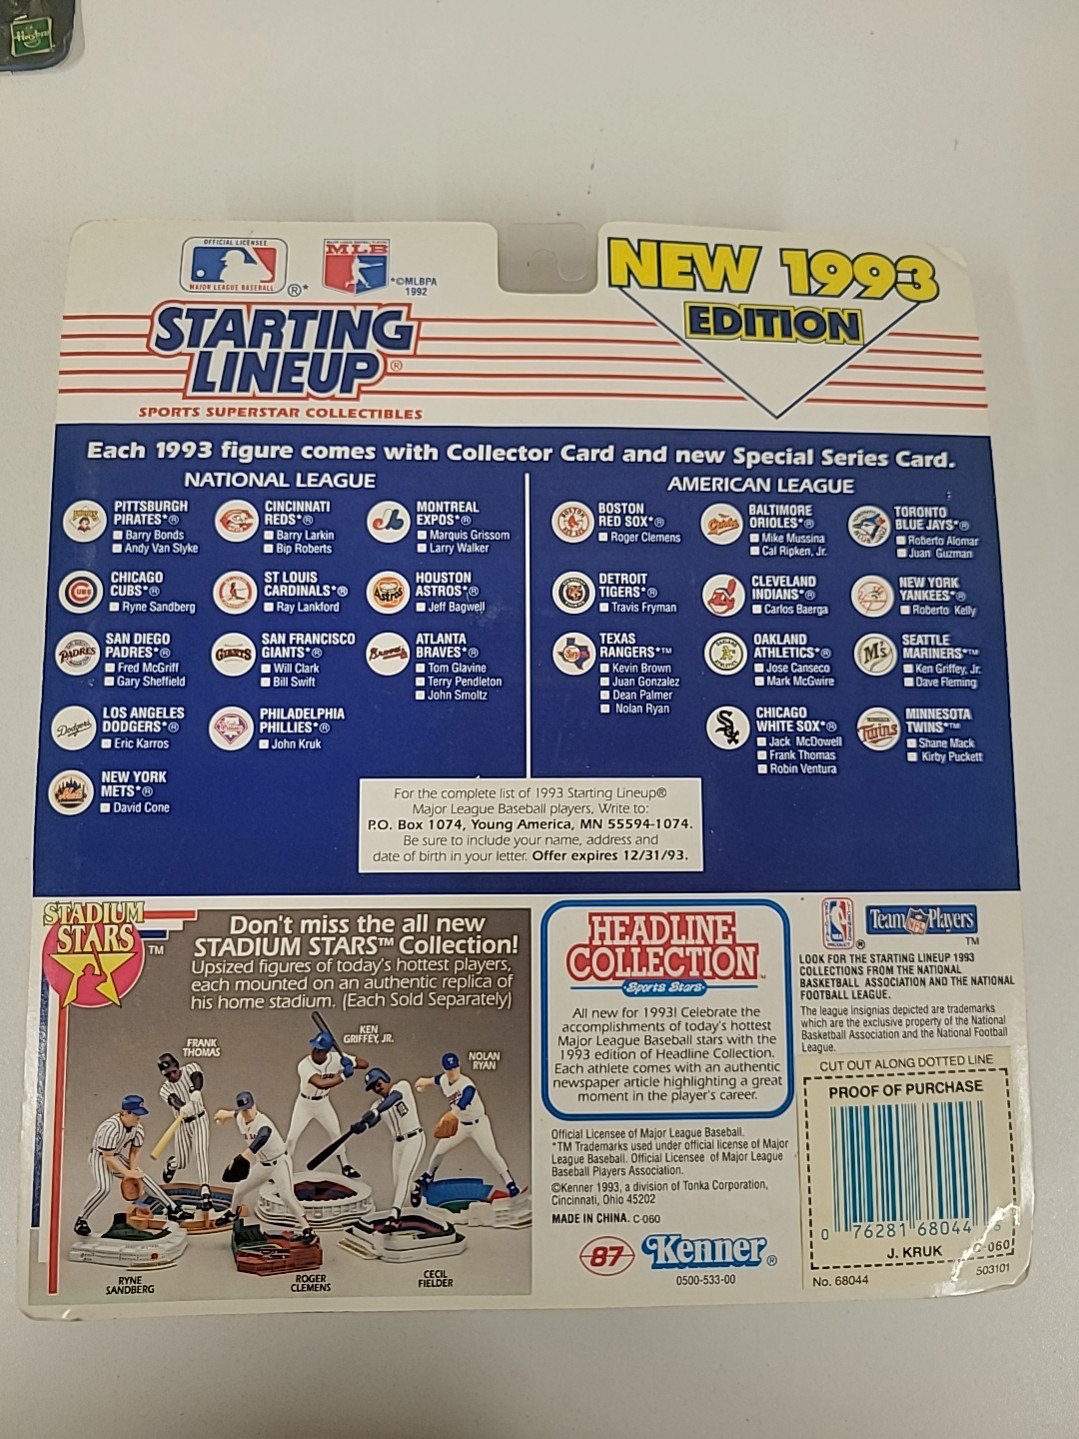 Hasbro
OFFICIAL LICENSEE
MAJOR LEAGUE BASEBALL
®*
MLB
*©MLBPA
1992
STARTING
LINEUP®
SPORTS SUPERSTAR COLLECTIBLES
NEW 1993
EDITION
Each 1993 figure comes with Collector Card and new Special Series Card.
NATIONAL LEAGUE
PITTSBURGH
PIRATES*®
Barry Bonds
Andy Van Slyke
CINCINNATI
REDS*®
Barry Larkin
Bip Roberts
MONTREAL
EXPOS*®
Marquis Grissom
Larry Walker
CUBS
CHICAGO
CUBS*®
Ryne Sandberg
ST LOUIS
CARDINALS*®
Ray Lankford
Astros
HOUSTON
ASTROS*®
Jeff Bagwell
PADRES
SAN DIEGO
PADRES*®
Fred McGriff
Gary Sheffield
GIANTS
SAN FRANCISCO
GIANTS*®
Will Clark
Bill Swift
Braves
ATLANTA
BRAVES*®
Tom Glavine
Terry Pendleton
John Smoltz
Dodgers
LOS ANGELES
DODGERS*®
Eric Karros
PHILADELPHIA
PHILLIES*®
John Kruk
Mets
NEW YORK
METS*®
David Cone
AMERICAN LEAGUE
BOSTON
RED SOX*®
Roger Clemens
Orioles
BALTIMORE
ORIOLES*®
Mike Mussina
Cal Ripken, Jr.
TORONTO
BLUE JAYS*®
Roberto Alomar
Juan Guzman
DETROIT
TIGERS*®
Travis Fryman
CLEVELAND
INDIANS*®
Carlos Baerga
NEW YORK
YANKEES*®
Roberto Kelly
TEXAS
RANGERS*™
Kevin Brown
Juan Gonzalez
Dean Palmer
Nolan Ryan
OAKLAND
ATHLETICS*®
Jose Canseco
Mark McGwire
M's
SEATTLE
MARINERS*™
Ken Griffey, Jr.
Dave Fleming
Sox
CHICAGO
WHITE SOX*®
Jack McDowell
Frank Thomas
Robin Ventura
Twins
MINNESOTA
TWINS*™
Shane Mack
Kirby Puckett
For the complete list of 1993 Starting Lineup®
Major League Baseball players, Write to:
P.O. Box 1074, Young America, MN 55594-1074.
Be sure to include your name, address and
date of birth in your letter. Offer expires 12/31/93.
STADIUM
STARS™
Don't miss the all new
STADIUM STARS™ Collection!
Upsized figures of today's hottest players,
each mounted on an authentic replica of
his home stadium. (Each Sold Separately)
FRANK
THOMAS
KEN
GRIFFEY, JR.
NOLAN
RYAN
RYNE
SANDBERG
ROGER
CLEMENS
CECIL
FIELDER
HEADLINE
COLLECTION™
Sports Stars
All new for 1993! Celebrate the
accomplishments of today's hottest
Major League Baseball stars with the
1993 edition of Headline Collection.
Each athlete comes with an authentic
newspaper article highlighting a great
moment in the player's career.
Official Licensee of Major League Baseball.
*TM Trademarks used under official license of Major
League Baseball. Official Licensee of Major League
Baseball Players Association.
©Kenner 1993, a division of Tonka Corporation,
Cincinnati, Ohio 45202
MADE IN CHINA. C-060
87
Kenner®
0500-533-00
NBA
®
Team NFL Players
TM
LOOK FOR THE STARTING LINEUP 1993
COLLECTIONS FROM THE NATIONAL
BASKETBALL ASSOCIATION AND THE NATIONAL
FOOTBALL LEAGUE.
The league insignias depicted are trademarks
which are the exclusive property of the National
Basketball Association and the National Football
League.
CUT OUT ALONG DOTTED LINE
PROOF OF PURCHASE
0 76281 68044
J. KRUK
C-060
No. 68044
503101